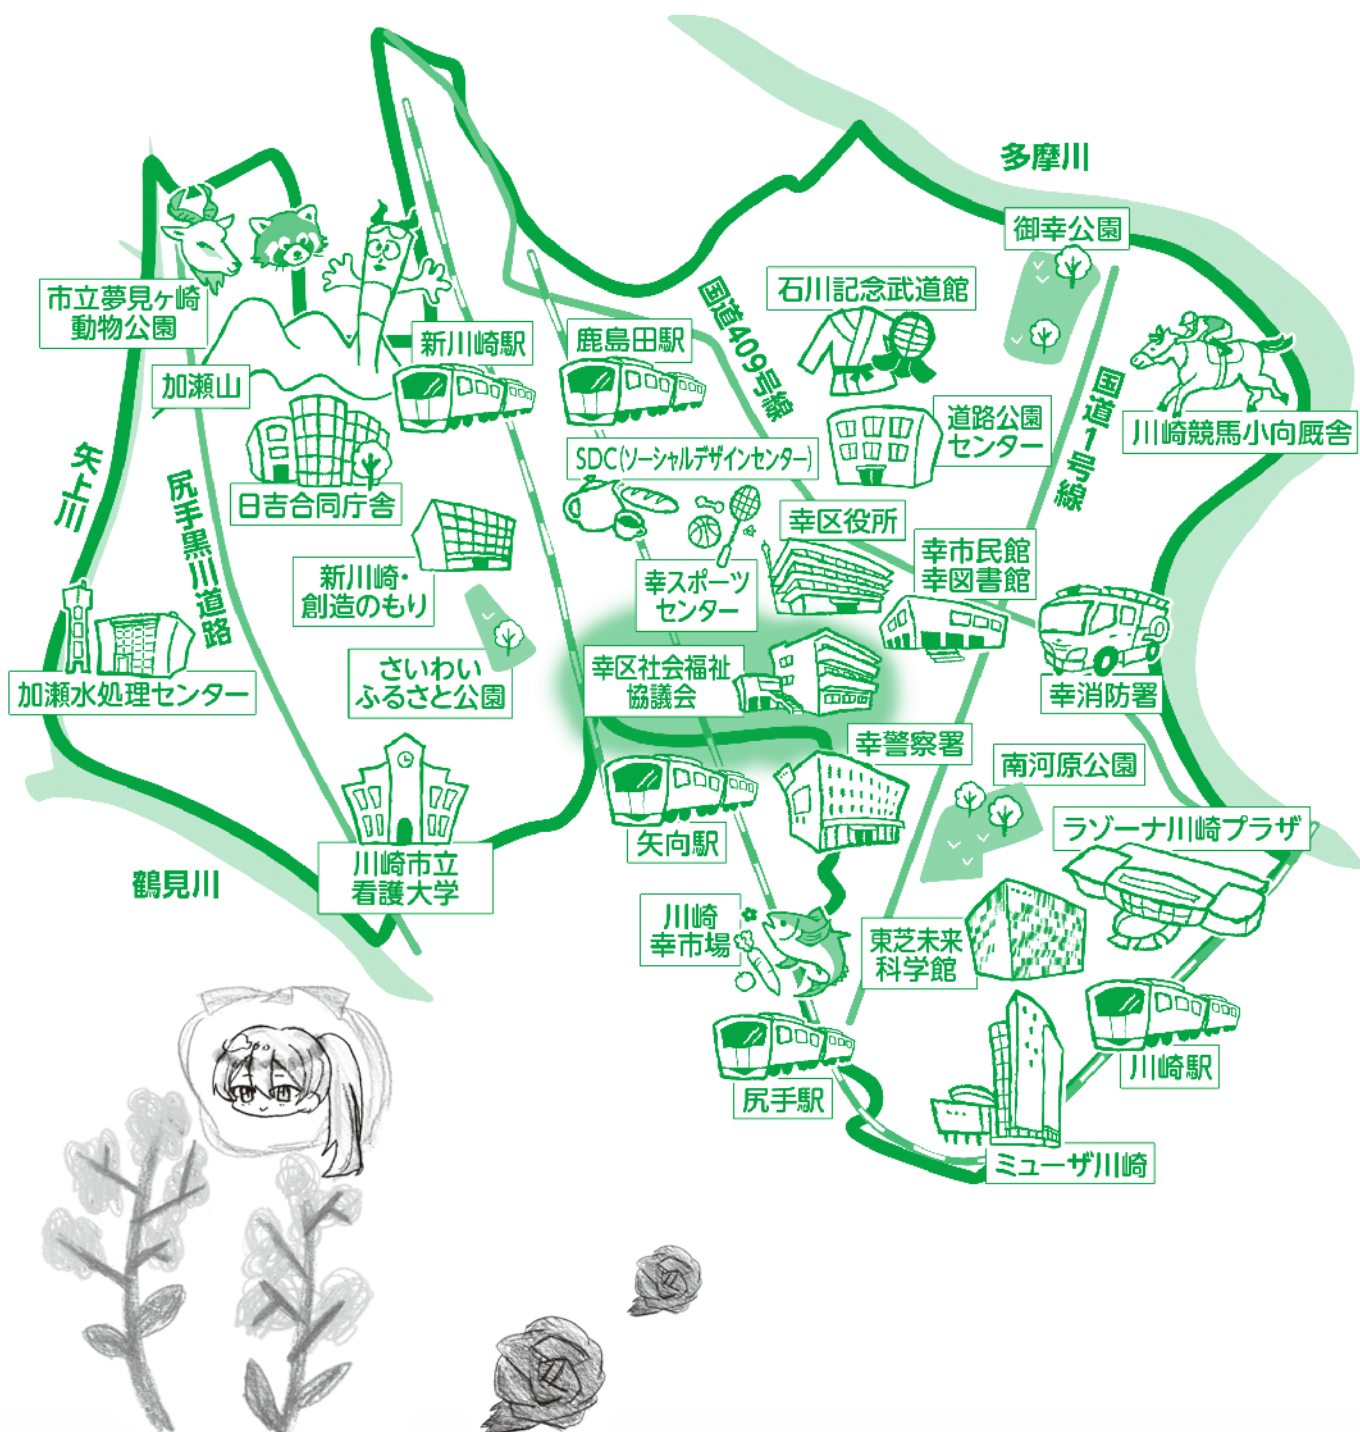 多摩川
御幸公園
石川記念武道館
国道409号線
市立夢見ヶ崎
動物公園
新川崎駅
鹿島田駅
加瀬山
道路公園
センター
国道1号線
川崎競馬小向厩舎
SDC(ソーシャルデザインセンター)
矢上川
尻手黒川道路
日吉合同庁舎
幸区役所
幸市民館
幸図書館
新川崎・
創造のもり
幸スポーツ
センター
さいわい
ふるさと公園
幸区社会福祉
協議会
加瀬水処理センター
幸消防署
幸警察署
南河原公園
ラゾーナ川崎プラザ
矢向駅
川崎市立
看護大学
鶴見川
川崎
幸市場
東芝未来
科学館
川崎駅
尻手駅
ミューザ川崎